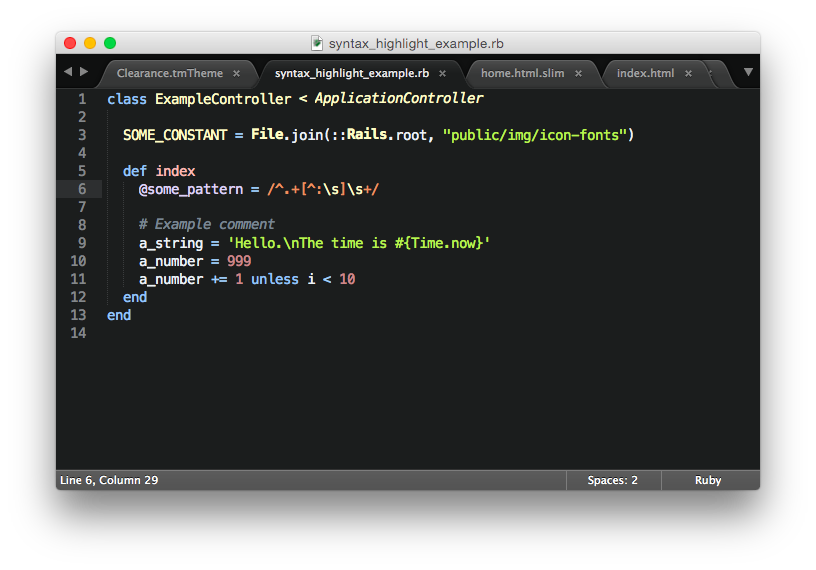 syntax_highlight_example.rb
Clearance.tmTheme × syntax_highlight_example.rb × home.html.slim × index.html ×
1 class ExampleController < ApplicationController
2
3 SOME_CONSTANT = File.join(::Rails.root, "public/img/icon-fonts")
4
5 def index
6 @some_pattern = /^.+[^:\s]\s+/
7
8 # Example comment
9 a_string = 'Hello.\nThe time is #{Time.now}'
10 a_number = 999
11 a_number += 1 unless i < 10
12 end
13 end
14
Line 6, Column 29 Spaces: 2 Ruby